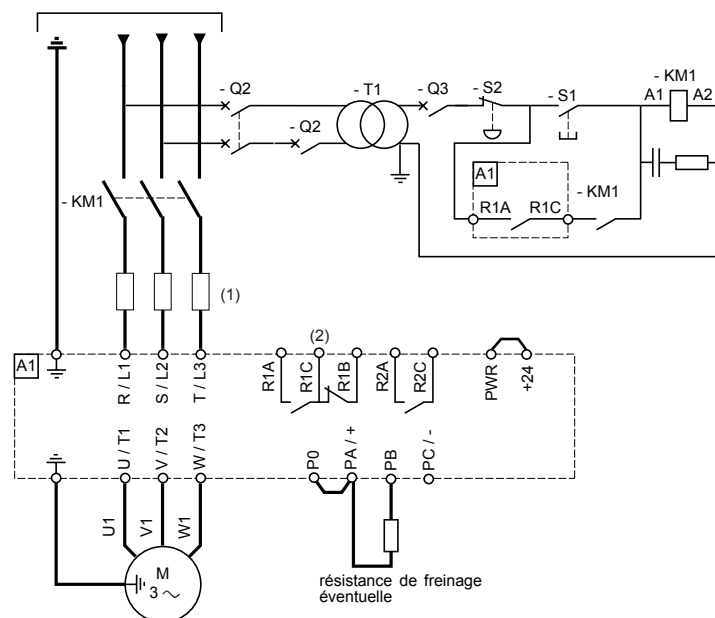 - Q2
- T1
- Q3
- S2
- S1
- KM1
A1
A2
- Q2
A1
R1A
R1C
- KM1
- KM1
(1)
(2)
A1
R / L1
S / L2
T / L3
R1A
R1C
R1B
R2A
R2C
PWR
+24
U / T1
V / T2
W / T3
P0
PA / +
PB
PC / -
U1
V1
W1
M
3 ~
résistance de freinage
éventuelle